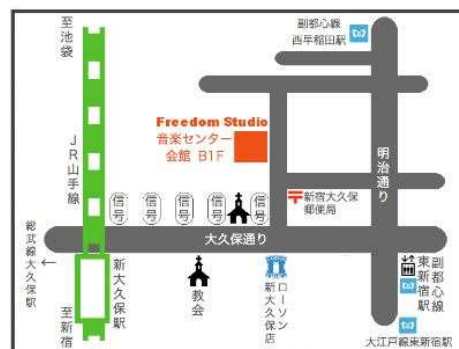 至池袋
副都心線
西早稲田駅
Freedom Studio
音楽センター
会館 B1F
JR山手線
明治通り
信号
信号
信号
信号
新宿大久保
郵便局
大久保通り
総武線大久保駅
←
新大久保駅
教会
ローソン
新大久保店
副都心線
東新宿駅
至新宿
大江戸線東新宿駅